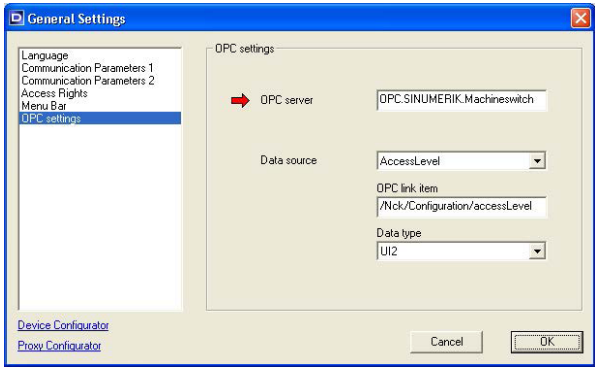 General Settings
Language
Communication Parameters 1
Communication Parameters 2
Access Rights
Menu Bar
OPC settings
Device Configurator
Proxy Configurator
OPC settings
OPC server
OPC.SINUMERIK.Machineswitch
Data source
AccessLevel
OPC link item
/Nck/Configuration/accessLevel
Data type
UI2
Cancel
OK